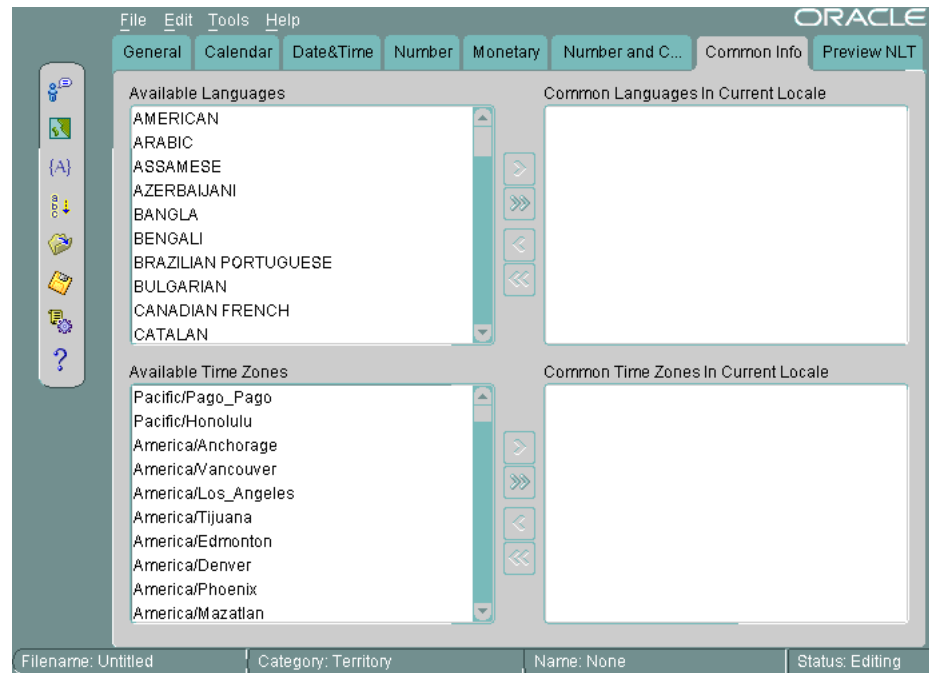 File Edit Tools Help
ORACLE
General Calendar Date&Time Number Monetary Number and C... Common Info Preview NLT
Available Languages
AMERICAN
ARABIC
ASSAMESE
AZERBAIJANI
BANGLA
BENGALI
BRAZILIAN PORTUGUESE
BULGARIAN
CANADIAN FRENCH
CATALAN
Common Languages In Current Locale
{A}
a
b
c
?
Available Time Zones
Pacific/Pago_Pago
Pacific/Honolulu
America/Anchorage
America/Vancouver
America/Los_Angeles
America/Tijuana
America/Edmonton
America/Denver
America/Phoenix
America/Mazatlan
Common Time Zones In Current Locale
Filename: Untitled Category: Territory Name: None Status: Editing